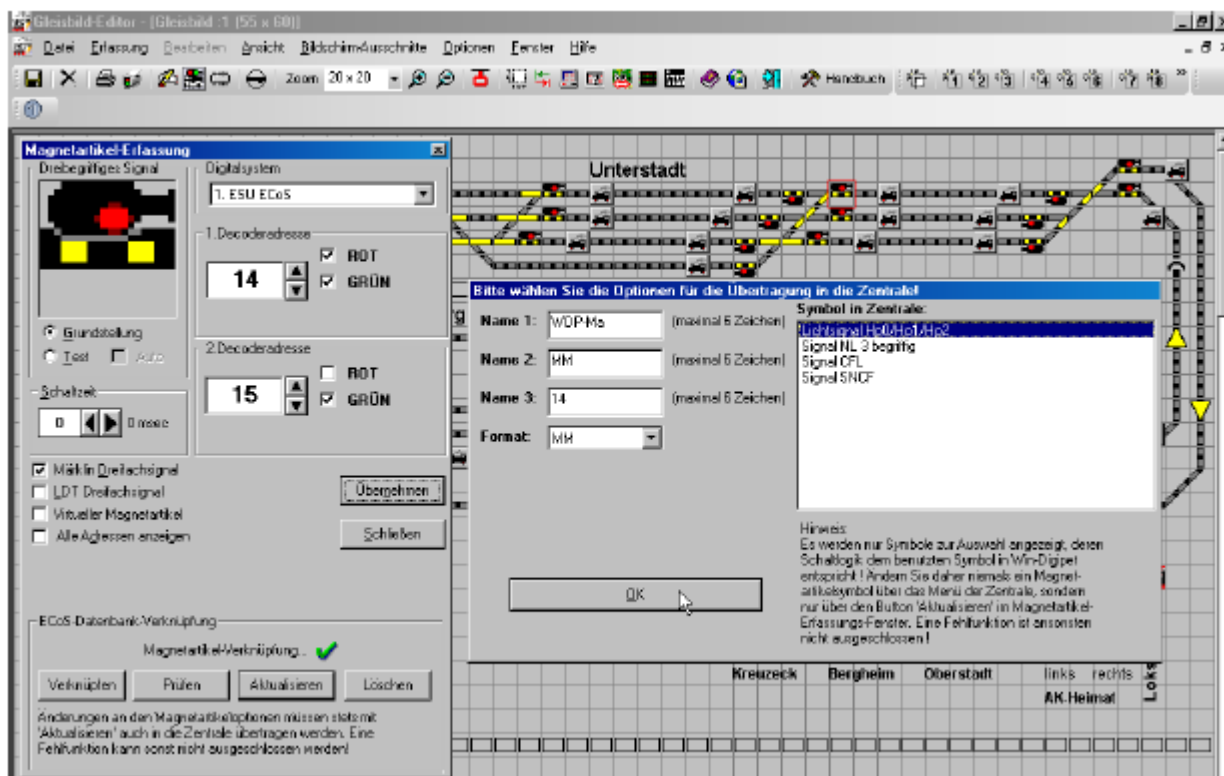 Gleisbild-Editor - [Gleisbild :1 (55 x 60)]
Datei Erfassung Bearbeiten Ansicht Bildschirm-Ausschnitte Optionen Fenster Hilfe
Zoom 20 x 20 Handbuch
Magnetartikel-Erfassung
Dreibegriffiges Signal
Digitalsystem
1. ESU ECoS
1.Decoderadresse
14
ROT
GRÜN
Grundstellung
Test Auto
2.Decoderadresse
15
ROT
GRÜN
Schaltzeit
0 0 msec
Märklin Dreifachsignal
LDT Dreifachsignal
Virtueller Magnetartikel
Alle Adressen anzeigen
Übernehmen
Schließen
ECoS-Datenbank-Verknüpfung
Magnetartikel-Verknüpfung...
Verknüpfen Prüfen Aktualisieren Löschen
Änderungen an den Magnetartikeloptionen müssen stets mit
'Aktualisieren' auch in die Zentrale übertragen werden. Eine
Fehlfunktion kann sonst nicht ausgeschlossen werden!
Unterstadt
Bitte wählen Sie die Optionen für die Übertragung in die Zentrale!
Name 1: WDP-Ma (maximal 6 Zeichen)
Name 2: MM (maximal 6 Zeichen)
Name 3: 14 (maximal 6 Zeichen)
Format: MM
OK
Symbol in Zentrale:
Lichtsignal Hp0/Hp1/Hp2
Signal NL 3 begriffig
Signal CFL
Signal SNCF
Hinweis:
Es werden nur Symbole zur Auswahl angezeigt, deren
Schaltlogik dem benutzten Symbol in Win-Digipet
entspricht ! Ändern Sie daher niemals ein Magnet-
artikelsymbol über das Menü der Zentrale, sondern
nur über den Button 'Aktualisieren' im Magnetartikel-
Erfassungs-Fenster. Eine Fehlfunktion ist ansonsten
nicht ausgeschlossen !
Kreuzeck Bergheim Oberstadt links rechts
AK-Heimat
Loks